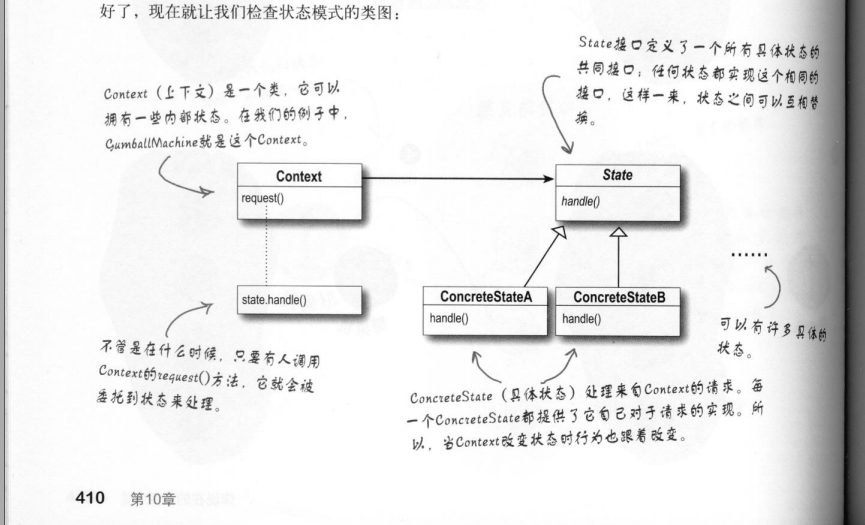 好了，现在就让我们检查状态模式的类图：
State接口定义了一个所有具体状态的
共同接口；任何状态都实现这个相同的
接口，这样一来，状态之间可以互相替
换。
Context（上下文）是一个类，它可以
拥有一些内部状态。在我们的例子中，
GumballMachine就是这个Context。
Context
request()
State
handle()
state.handle()
ConcreteStateA
handle()
ConcreteStateB
handle()
......
可以有许多具体的
状态。
不管是在什么时候，只要有人调用
Context的request()方法，它就会被
委托到状态来处理。
ConcreteState（具体状态）处理来自Context的请求。每
一个ConcreteState都提供了它自己对于请求的实现。所
以，当Context改变状态时行为也跟着改变。
410 第10章